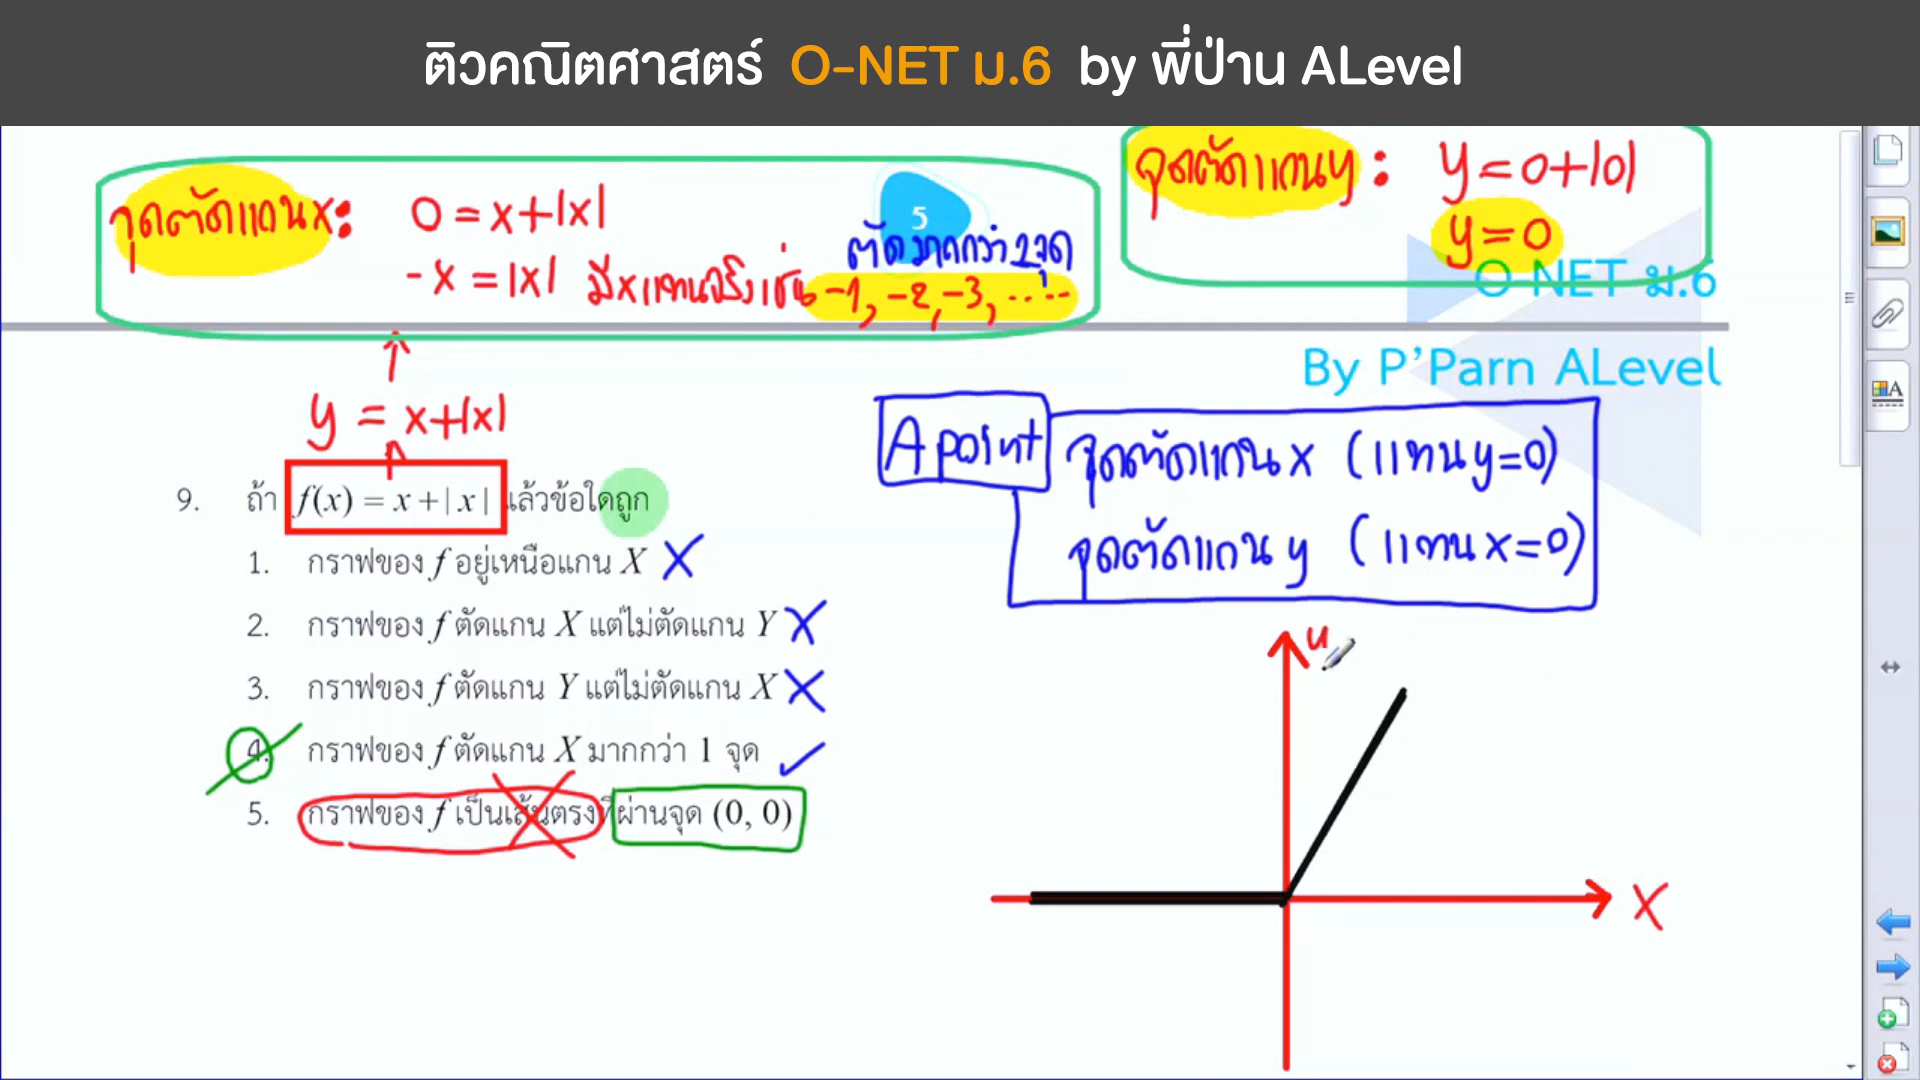 ติวคณิตศาสตร์ O-NET ม.6 by พี่ป่าน ALevel
จุดตัดแกนx: 0 = x+|x|
5
-x = |x| มีxแทนจริงเช่น -1, -2, -3, ....
ตัดมากกว่า 1 จุด
จุดตัดแกนy: y = 0+|0|
y = 0
O-NET ม.6
By P'Parn ALevel
y = x+|x|
A point จุดตัดแกน x (แทน y=0)
จุดตัดแกน y (แทน x=0)
9. ถ้า f(x) = x + | x | แล้วข้อใดถูก
1. กราฟของ f อยู่เหนือแกน X X
2. กราฟของ f ตัดแกน X แต่ไม่ตัดแกน Y X
3. กราฟของ f ตัดแกน Y แต่ไม่ตัดแกน X X
4. กราฟของ f ตัดแกน X มากกว่า 1 จุด ✓
5. กราฟของ f เป็นเส้นตรงที่ผ่านจุด (0, 0)
X